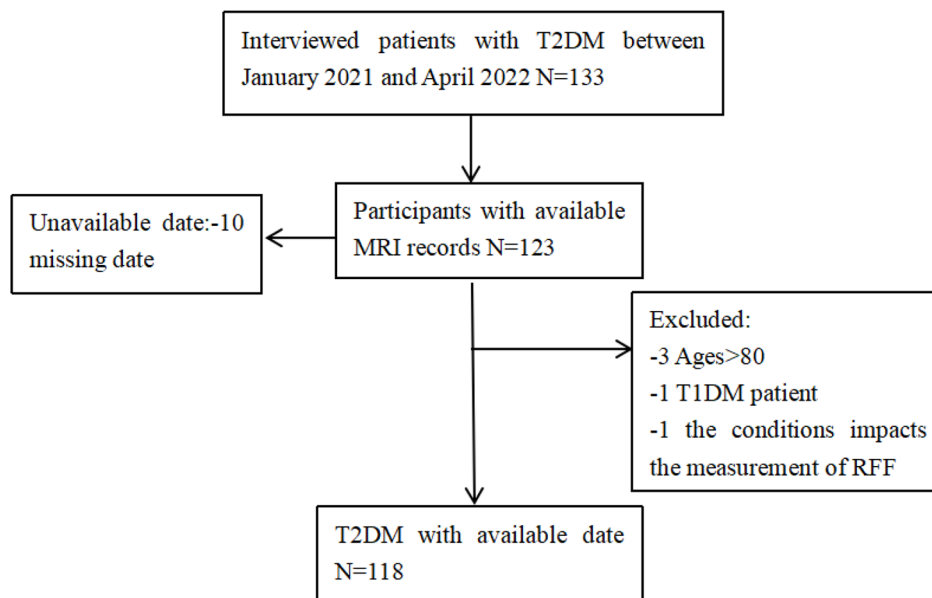 Interviewed patients with T2DM between
January 2021 and April 2022 N=133
Participants with available
MRI records N=123
Unavailable date:-10
missing date
Excluded:
-3 Ages>80
-1 T1DM patient
-1 the conditions impacts
the measurement of RFF
T2DM with available date
N=118